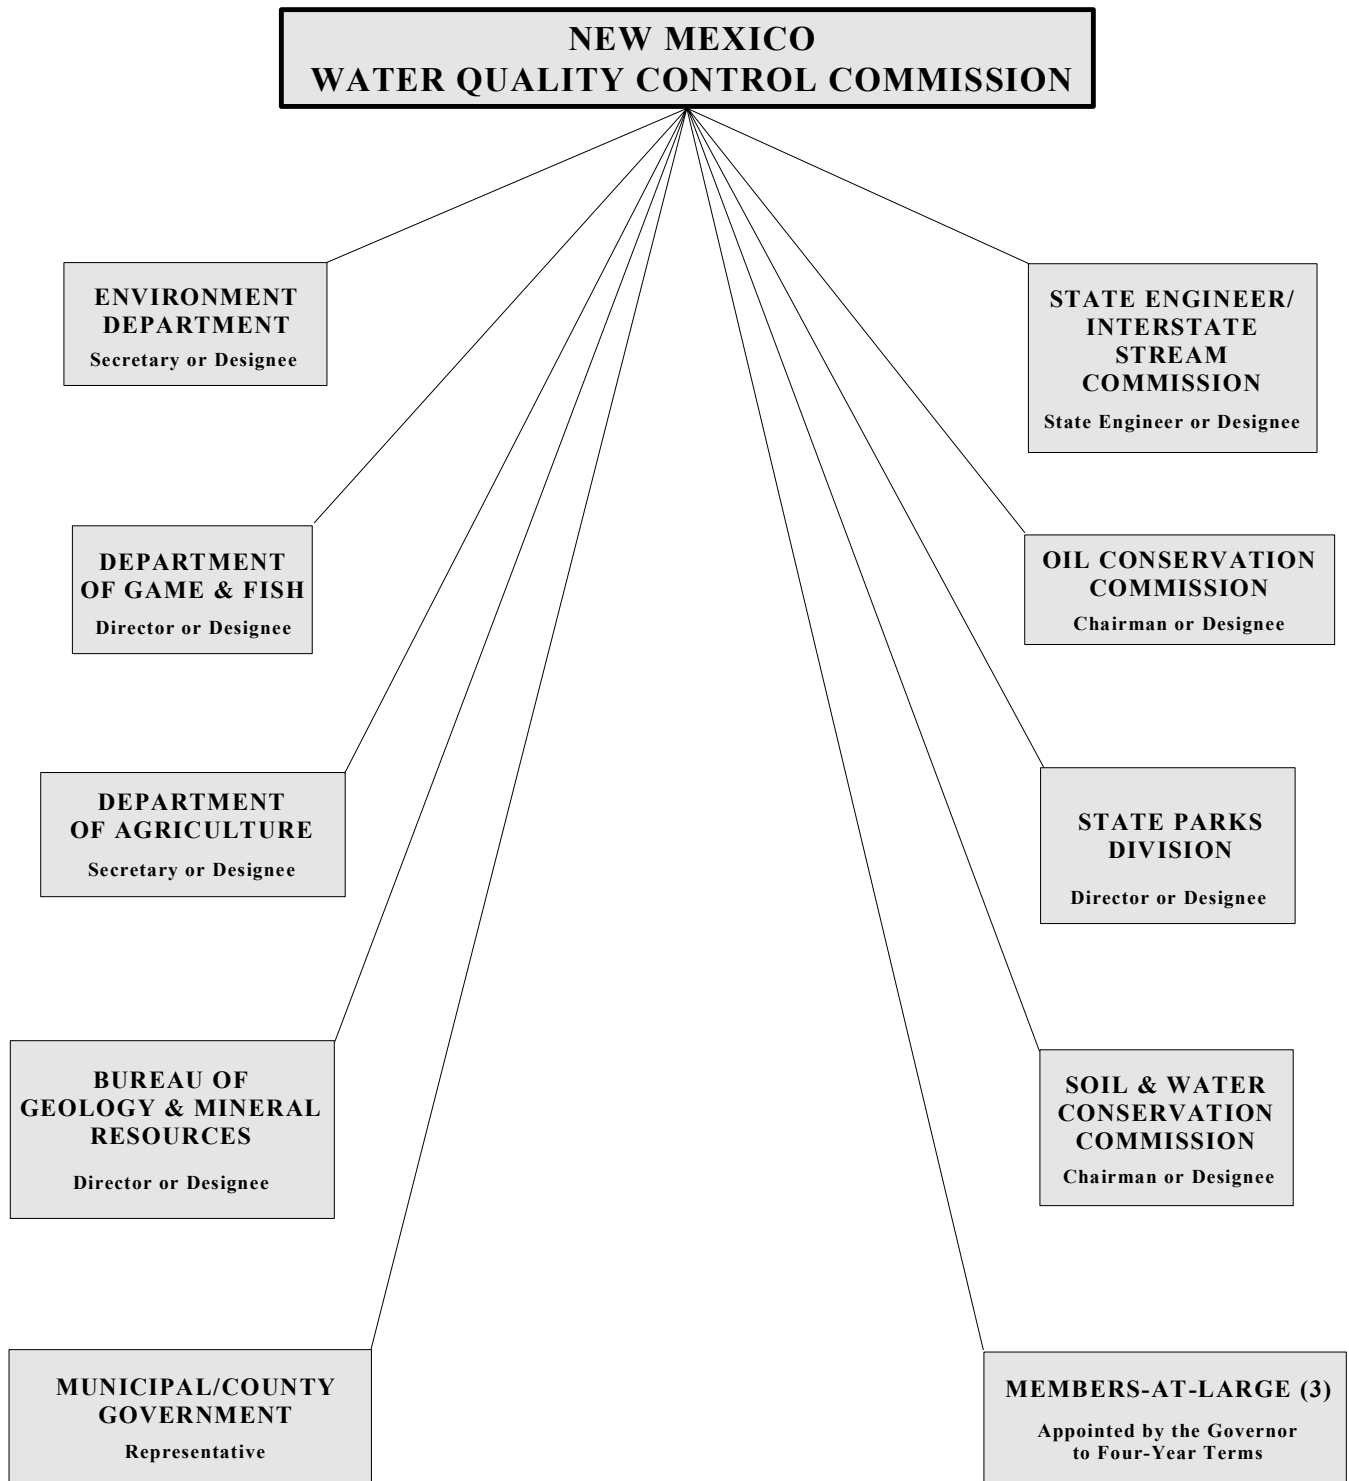 NEW MEXICO
WATER QUALITY CONTROL COMMISSION
ENVIRONMENT
DEPARTMENT
Secretary or Designee
STATE ENGINEER/
INTERSTATE
STREAM
COMMISSION
State Engineer or Designee
DEPARTMENT
OF GAME & FISH
Director or Designee
OIL CONSERVATION
COMMISSION
Chairman or Designee
DEPARTMENT
OF AGRICULTURE
Secretary or Designee
STATE PARKS
DIVISION
Director or Designee
BUREAU OF
GEOLOGY & MINERAL
RESOURCES
Director or Designee
SOIL & WATER
CONSERVATION
COMMISSION
Chairman or Designee
MUNICIPAL/COUNTY
GOVERNMENT
Representative
MEMBERS-AT-LARGE (3)
Appointed by the Governor
to Four-Year Terms